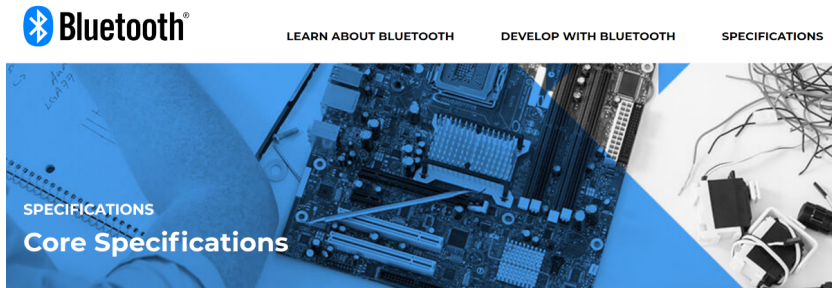 Bluetooth®
LEARN ABOUT BLUETOOTH
DEVELOP WITH BLUETOOTH
SPECIFICATIONS
SPECIFICATIONS
Core Specifications